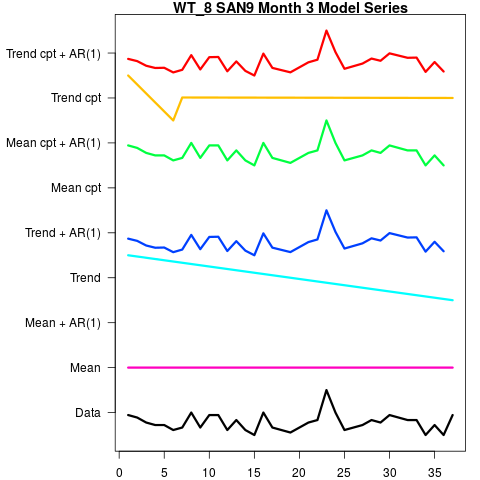 WT_8 SAN9 Month 3 Model Series
Trend cpt + AR(1)
Trend cpt
Mean cpt + AR(1)
Mean cpt
Trend + AR(1)
Trend
Mean + AR(1)
Mean
Data
0 5 10 15 20 25 30 35